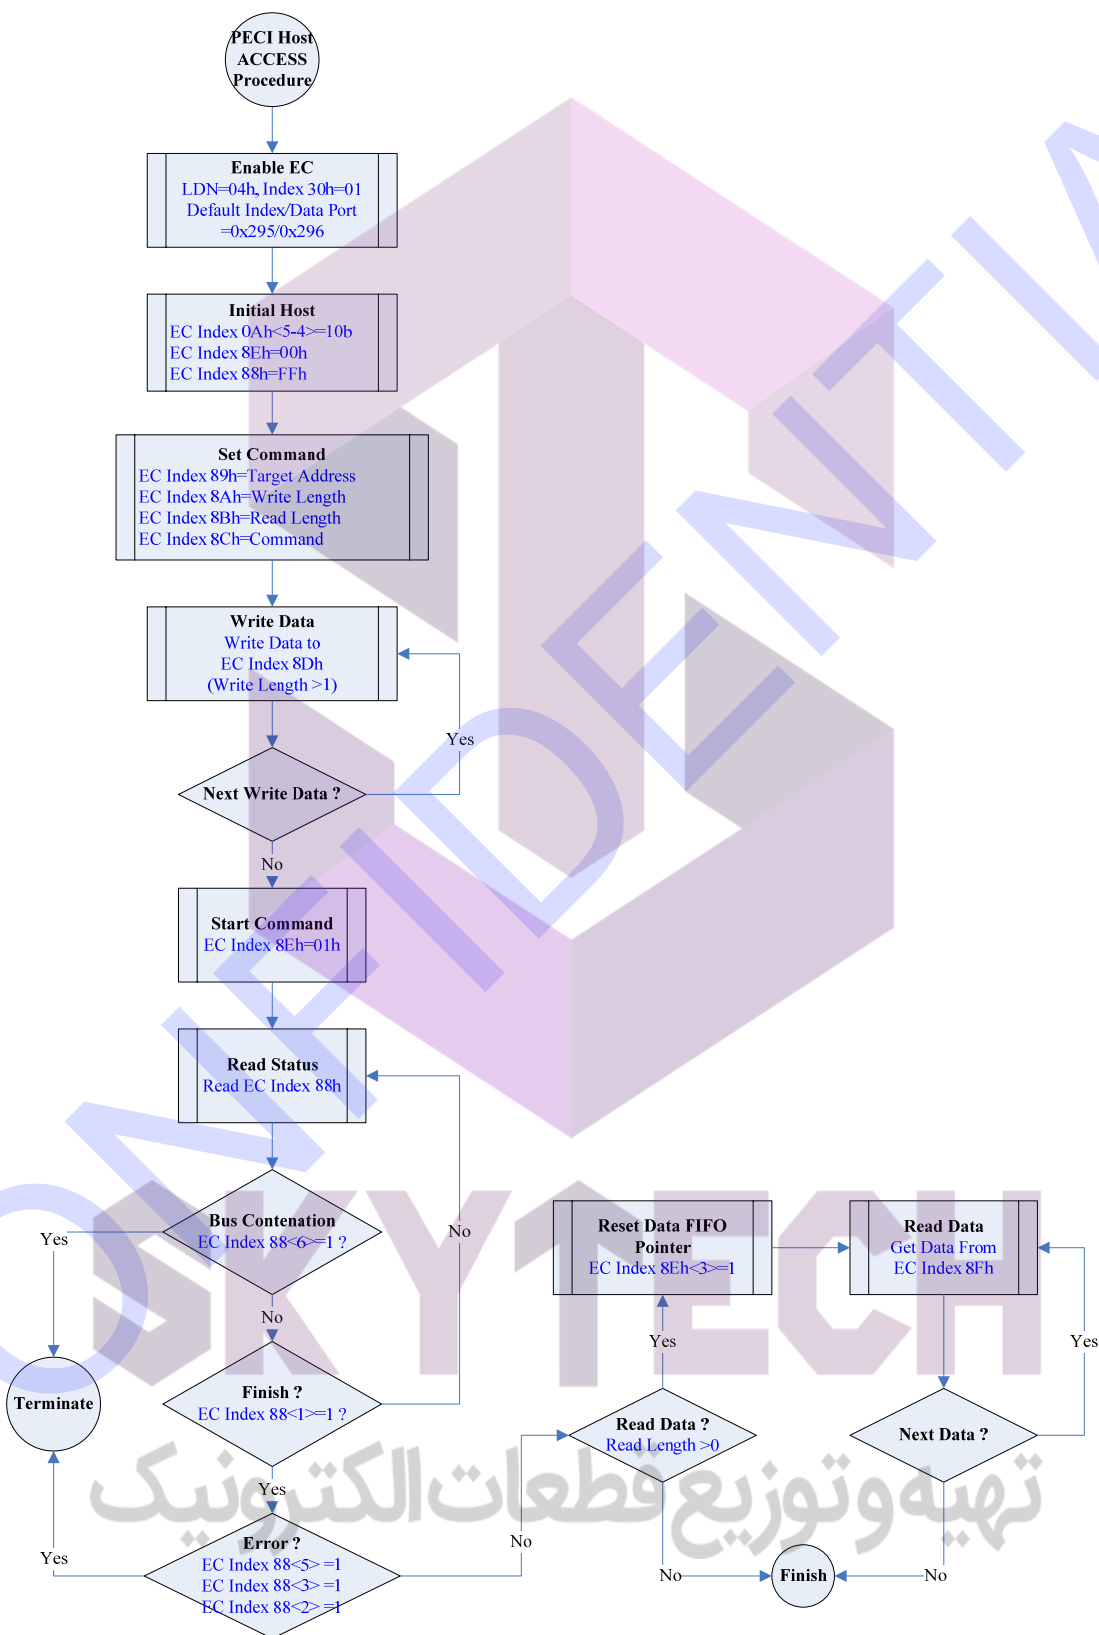 PECI Host
ACCESS
Procedure
Enable EC
LDN=04h, Index 30h=01
Default Index/Data Port
=0x295/0x296
Initial Host
EC Index 0Ah<5-4>=10b
EC Index 8Eh=00h
EC Index 88h=FFh
Set Command
EC Index 89h=Target Address
EC Index 8Ah=Write Length
EC Index 8Bh=Read Length
EC Index 8Ch=Command
Write Data
Write Data to
EC Index 8Dh
(Write Length >1)
Yes
Next Write Data ?
No
Start Command
EC Index 8Eh=01h
Read Status
Read EC Index 88h
Bus Contenation
EC Index 88<6>=1 ?
Yes
No
No
Finish ?
EC Index 88<1>=1 ?
Terminate
Yes
Error ?
EC Index 88<5> =1
EC Index 88<3> =1
EC Index 88<2> =1
Yes
No
Reset Data FIFO
Pointer
EC Index 8Eh<3>=1
Read Data
Get Data From
EC Index 8Fh
Yes
Yes
Read Data ?
Read Length >0
Next Data ?
No
Finish
No
SKYTECH
تهیه و توزیع قطعات الکترونیک
ONFIDENTIA